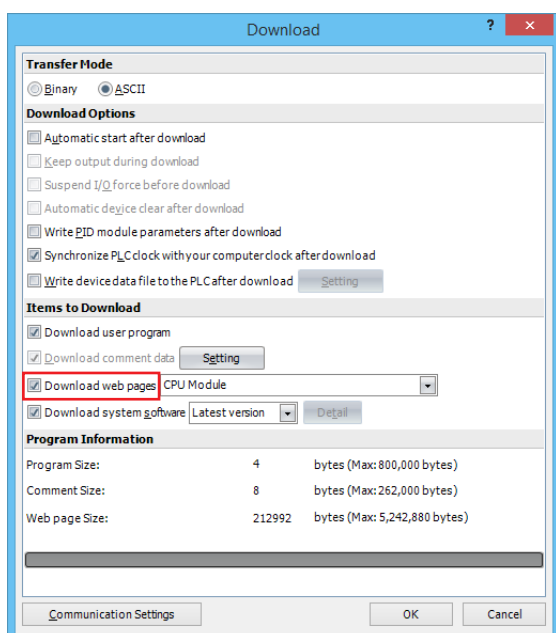 Download ? ×
Transfer Mode
Binary ASCII
Download Options
Automatic start after download
Keep output during download
Suspend I/O force before download
Automatic device clear after download
Write PID module parameters after download
Synchronize PLC clock with your computer clock after download
Write device data file to the PLC after download Setting
Items to Download
Download user program
Download comment data Setting
Download web pages CPU Module
Download system software Latest version Detail
Program Information
Program Size: 4 bytes (Max: 800,000 bytes)
Comment Size: 8 bytes (Max: 262,000 bytes)
Web page Size: 212992 bytes (Max: 5,242,880 bytes)
Communication Settings OK Cancel